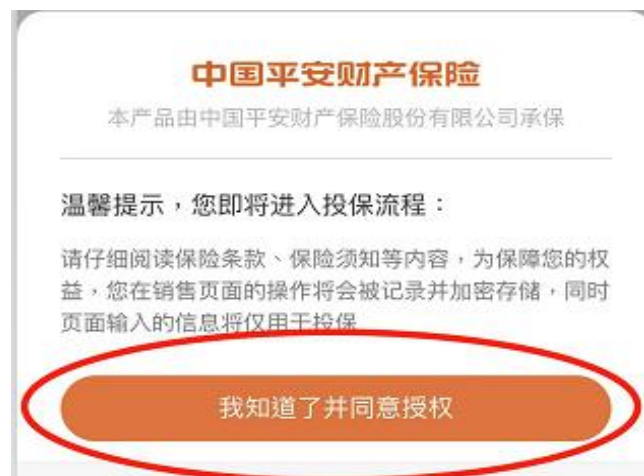 中国平安财产保险
本产品由中国平安财产保险股份有限公司承保
温馨提示，您即将进入投保流程：
请仔细阅读保险条款、保险须知等内容，为保障您的权
益，您在销售页面的操作将会被记录并加密存储，同时
页面输入的信息将仅用于投保
我知道了并同意授权